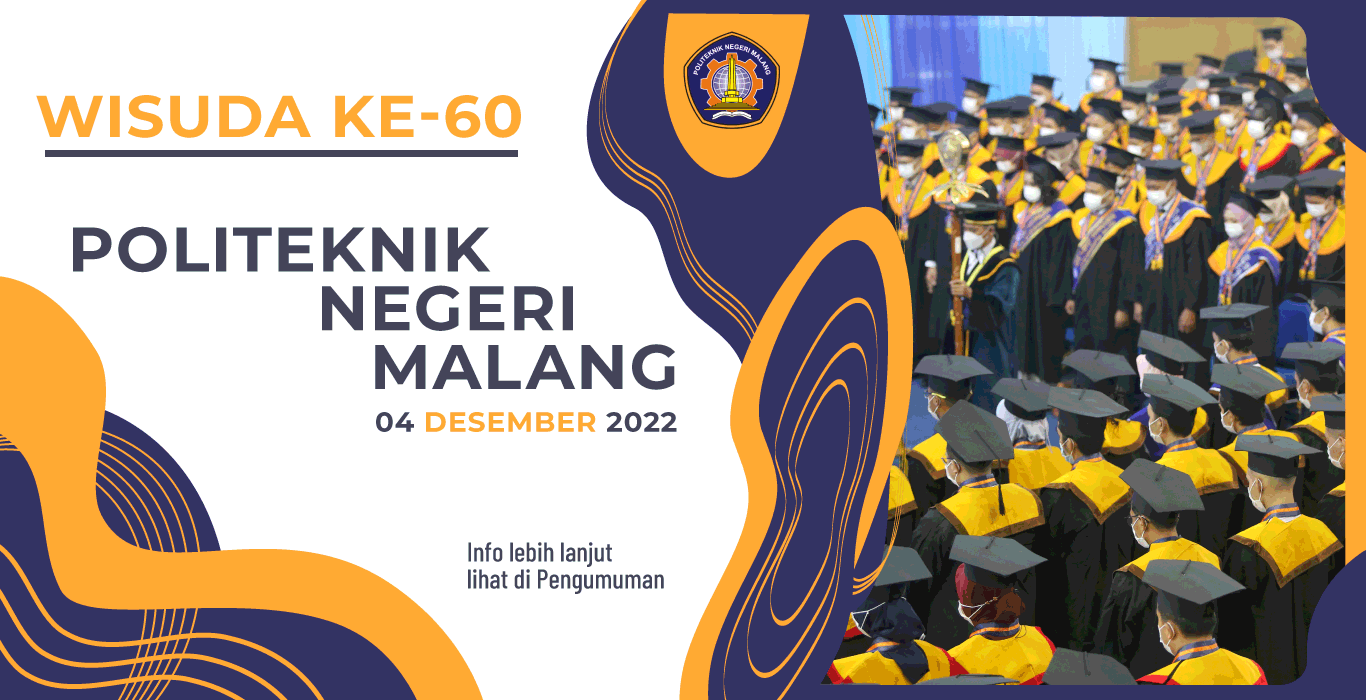 WISUDA KE-60
POLITEKNIK NEGERI MALANG
POLITEKNIK
NEGERI
MALANG
04 DESEMBER 2022
Info lebih lanjut
lihat di Pengumuman